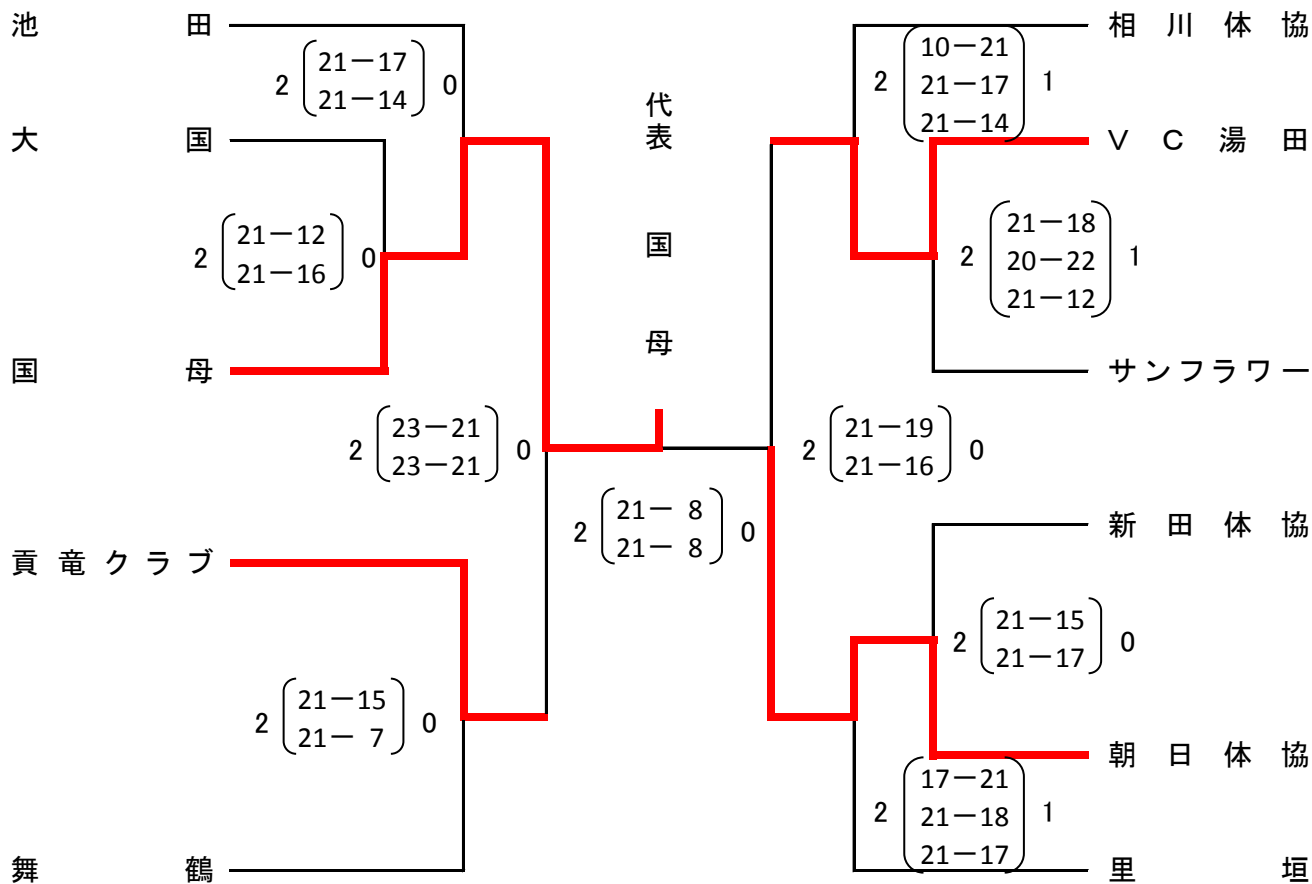 池田
相川体協
2 21－17 0
21－14
2 10－21 1
21－17
21－14
代表 国母
大国
ＶＣ湯田
2 21－12 0
21－16
2 21－18 1
20－22
21－12
国母
サンフラワー
2 23－21 0
23－21
2 21－19 0
21－16
2 21－ 8 0
21－ 8
新田体協
貢竜クラブ
2 21－15 0
21－17
2 21－15 0
21－ 7
朝日体協
2 17－21 1
21－18
21－17
舞鶴
里垣